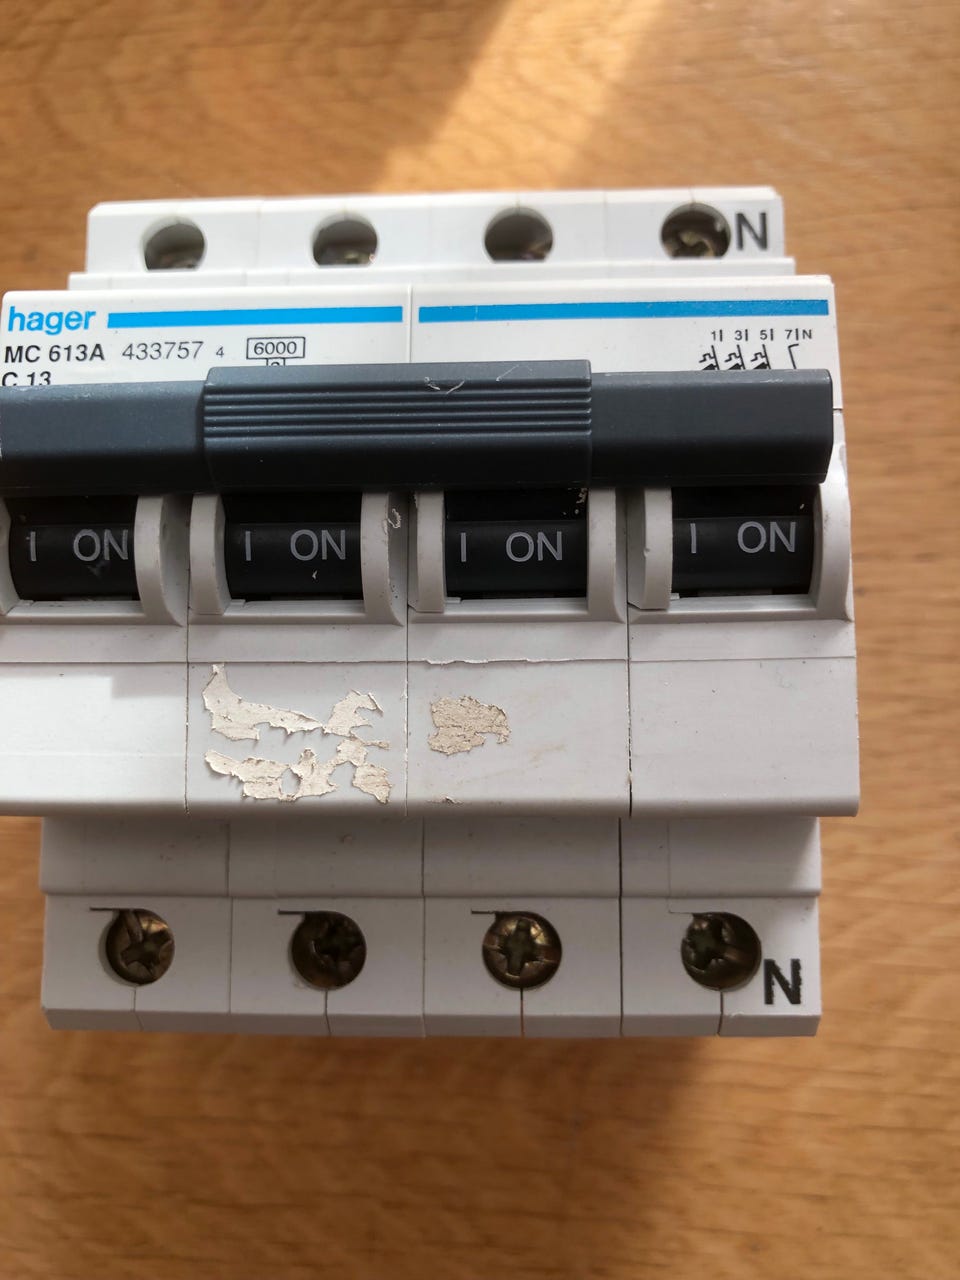 N
hager
MC 613A 433757 4 6000
C 13
1 3 5 7 N
I ON I ON I ON I ON
N